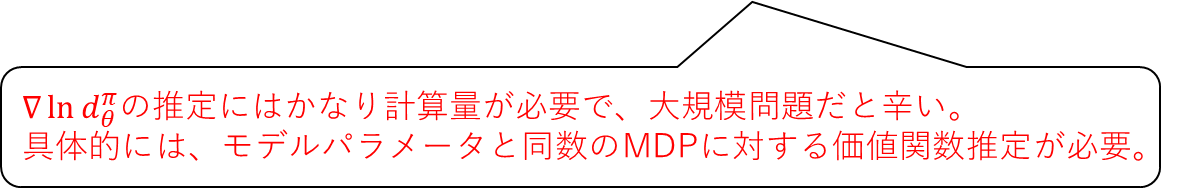 ∇ ln d_θ^π の推定にはかなり計算量が必要で、大規模問題だと辛い。
具体的には、モデルパラメータと同数のMDPに対する価値関数推定が必要。